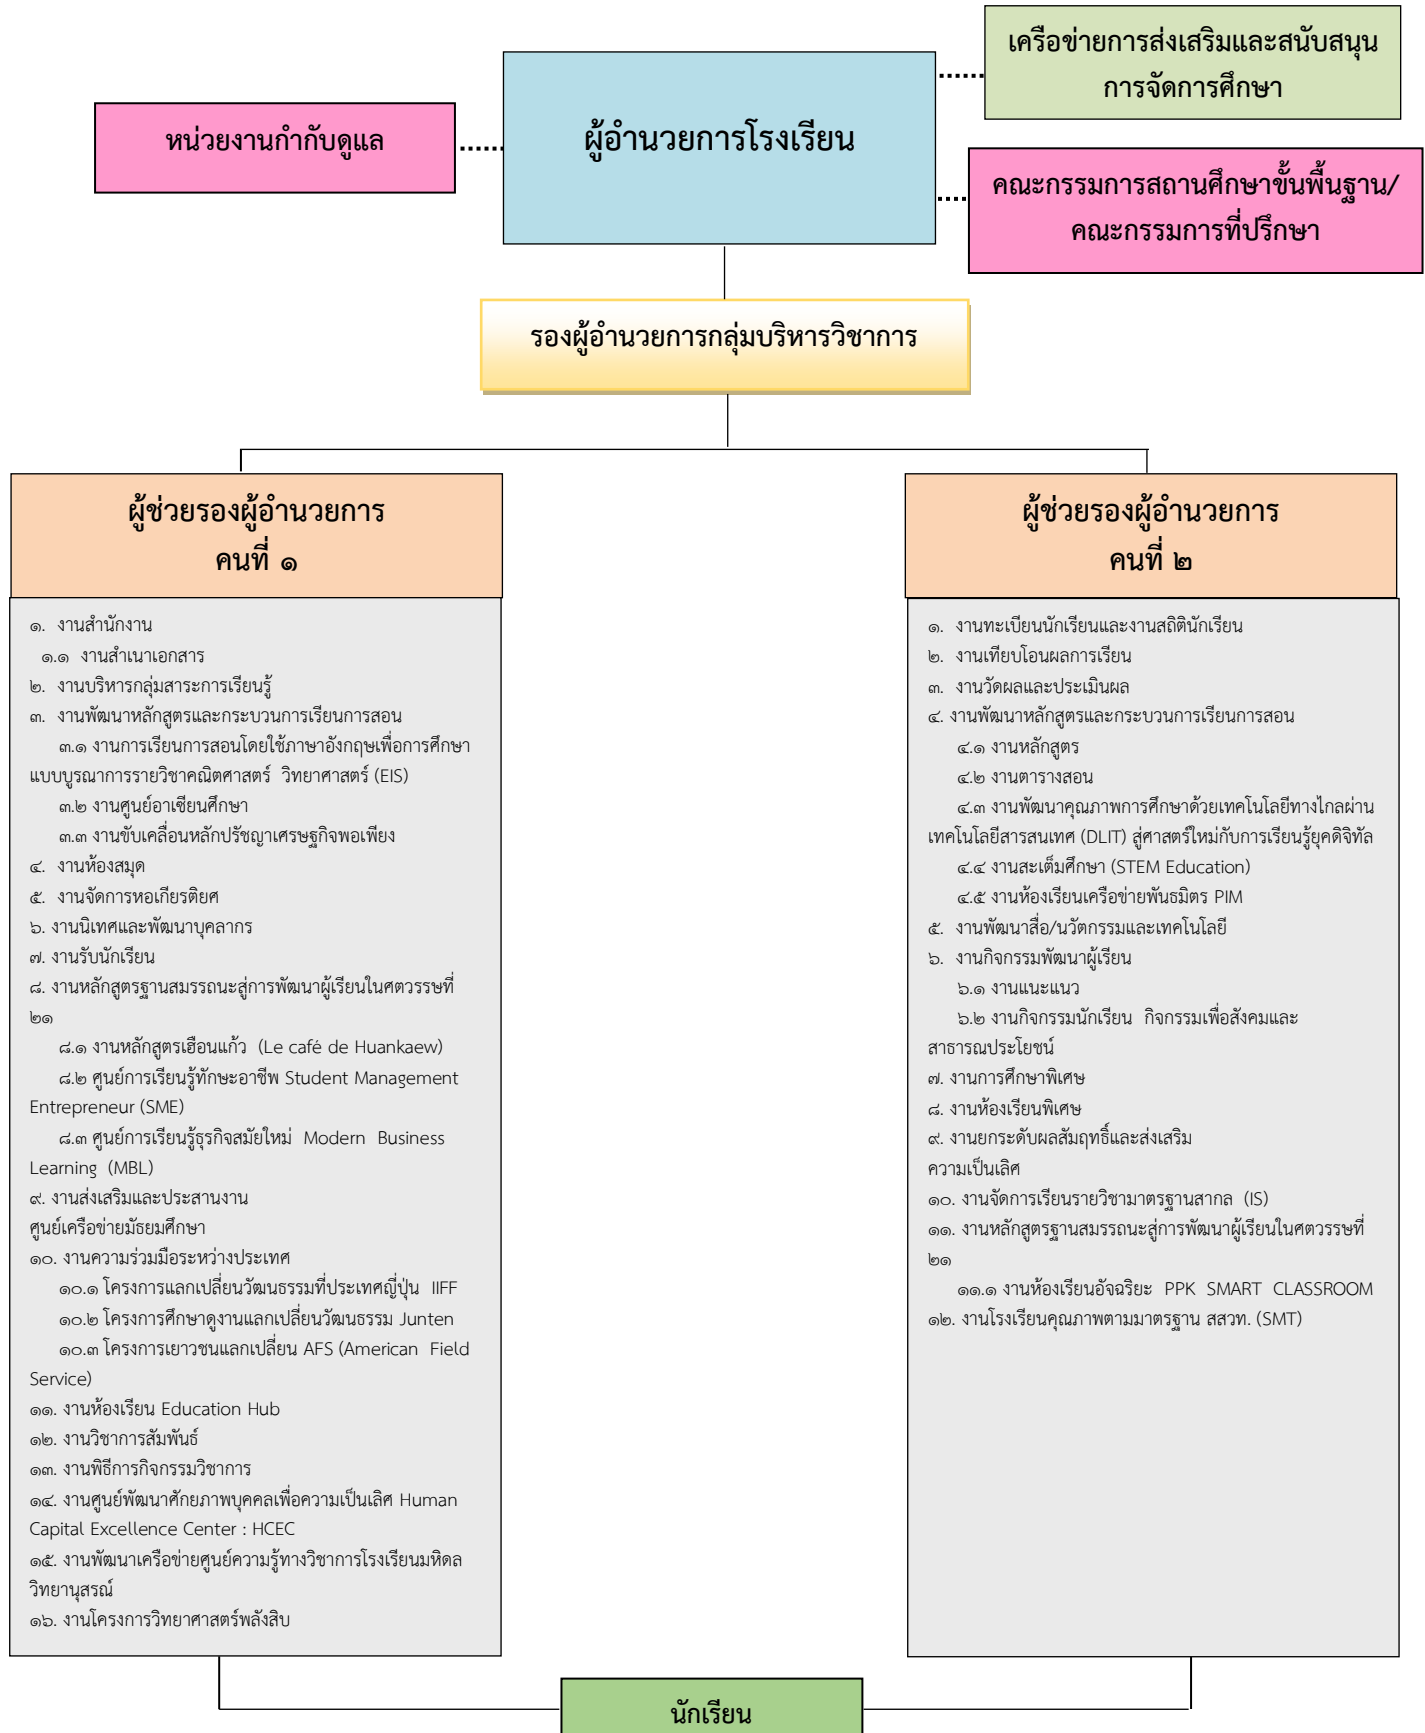 เครือข่ายการส่งเสริมและสนับสนุน
การจัดการศึกษา
หน่วยงานกำกับดูแล
ผู้อำนวยการโรงเรียน
คณะกรรมการสถานศึกษาขั้นพื้นฐาน/
คณะกรรมการที่ปรึกษา
รองผู้อำนวยการกลุ่มบริหารวิชาการ
ผู้ช่วยรองผู้อำนวยการ
คนที่ ๑
๑. งานสำนักงาน
๑.๑ งานสำเนาเอกสาร
๒. งานบริหารกลุ่มสาระการเรียนรู้
๓. งานพัฒนาหลักสูตรและกระบวนการเรียนการสอน
๓.๑ งานการเรียนการสอนโดยใช้ภาษาอังกฤษเพื่อการศึกษา
แบบบูรณาการรายวิชาคณิตศาสตร์ วิทยาศาสตร์ (EIS)
๓.๒ งานศูนย์อาเซียนศึกษา
๓.๓ งานขับเคลื่อนหลักปรัชญาเศรษฐกิจพอเพียง
๔. งานห้องสมุด
๕. งานจัดการหอเกียรติยศ
๖. งานนิเทศและพัฒนาบุคลากร
๗. งานรับนักเรียน
๘. งานหลักสูตรฐานสมรรถนะสู่การพัฒนาผู้เรียนในศตวรรษที่
๒๑
๘.๑ งานหลักสูตรเฮือนแก้ว (Le café de Huankaew)
๘.๒ ศูนย์การเรียนรู้ทักษะอาชีพ Student Management
Entrepreneur (SME)
๘.๓ ศูนย์การเรียนรู้ธุรกิจสมัยใหม่ Modern Business
Learning (MBL)
๙. งานส่งเสริมและประสานงาน
ศูนย์เครือข่ายมัธยมศึกษา
๑๐. งานความร่วมมือระหว่างประเทศ
๑๐.๑ โครงการแลกเปลี่ยนวัฒนธรรมที่ประเทศญี่ปุ่น IIFF
๑๐.๒ โครงการศึกษาดูงานแลกเปลี่ยนวัฒนธรรม Junten
๑๐.๓ โครงการเยาวชนแลกเปลี่ยน AFS (American Field
Service)
๑๑. งานห้องเรียน Education Hub
๑๒. งานวิชาการสัมพันธ์
๑๓. งานพิธีการกิจกรรมวิชาการ
๑๔. งานศูนย์พัฒนาศักยภาพบุคคลเพื่อความเป็นเลิศ Human
Capital Excellence Center : HCEC
๑๕. งานพัฒนาเครือข่ายศูนย์ความรู้ทางวิชาการโรงเรียนมหิดล
วิทยานุสรณ์
๑๖. งานโครงการวิทยาศาสตร์พลังสิบ
ผู้ช่วยรองผู้อำนวยการ
คนที่ ๒
๑. งานทะเบียนนักเรียนและงานสถิตินักเรียน
๒. งานเทียบโอนผลการเรียน
๓. งานวัดผลและประเมินผล
๔. งานพัฒนาหลักสูตรและกระบวนการเรียนการสอน
๔.๑ งานหลักสูตร
๔.๒ งานตารางสอน
๔.๓ งานพัฒนาคุณภาพการศึกษาด้วยเทคโนโลยีทางไกลผ่าน
เทคโนโลยีสารสนเทศ (DLIT) สู่ศาสตร์ใหม่กับการเรียนรู้ยุคดิจิทัล
๔.๔ งานสะเต็มศึกษา (STEM Education)
๔.๕ งานห้องเรียนเครือข่ายพันธมิตร PIM
๕. งานพัฒนาสื่อ/นวัตกรรมและเทคโนโลยี
๖. งานกิจกรรมพัฒนาผู้เรียน
๖.๑ งานแนะแนว
๖.๒ งานกิจกรรมนักเรียน กิจกรรมเพื่อสังคมและ
สาธารณประโยชน์
๗. งานการศึกษาพิเศษ
๘. งานห้องเรียนพิเศษ
๙. งานยกระดับผลสัมฤทธิ์และส่งเสริม
ความเป็นเลิศ
๑๐. งานจัดการเรียนรายวิชามาตรฐานสากล (IS)
๑๑. งานหลักสูตรฐานสมรรถนะสู่การพัฒนาผู้เรียนในศตวรรษที่
๒๑
๑๑.๑ งานห้องเรียนอัจฉริยะ PPK SMART CLASSROOM
๑๒. งานโรงเรียนคุณภาพตามมาตรฐาน สสวท. (SMT)
นักเรียน